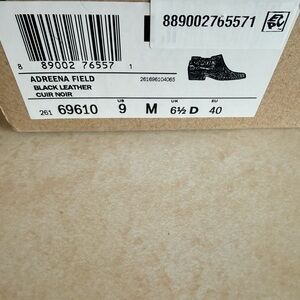 889002765571
8 89002 76557 1
ADREENA FIELD
261696104065
BLACK LEATHER
CUIR NOIR
US UK EU
261 69610 9 M 6½ D 40